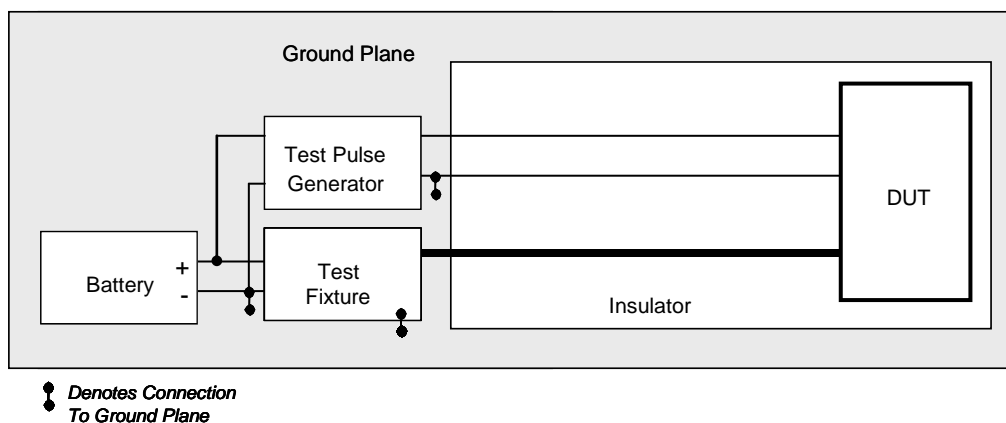 Ground Plane
Test Pulse
Generator
DUT
Battery
+
-
Test
Fixture
Insulator
Denotes Connection
To Ground Plane